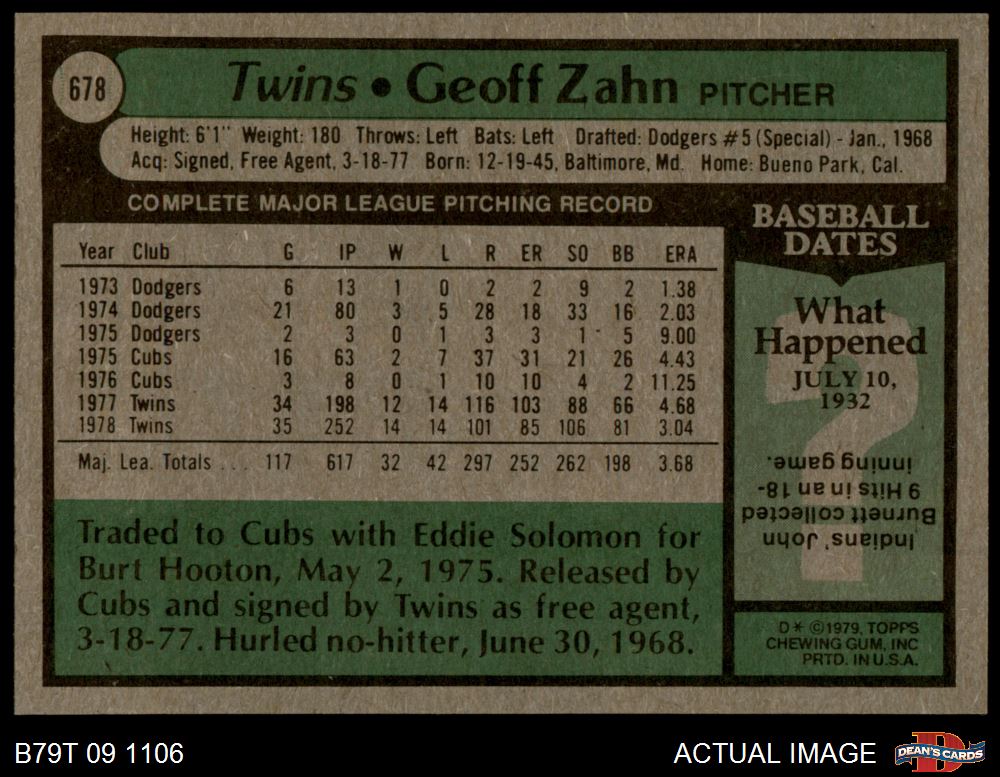 678
Twins • Geoff Zahn PITCHER
Height: 6'1" Weight: 180 Throws: Left Bats: Left Drafted: Dodgers #5 (Special) - Jan., 1968
Acq: Signed, Free Agent, 3-18-77 Born: 12-19-45, Baltimore, Md. Home: Bueno Park, Cal.
COMPLETE MAJOR LEAGUE PITCHING RECORD
Year Club G IP W L R ER SO BB ERA
1973 Dodgers 6 13 1 0 2 2 9 2 1.38
1974 Dodgers 21 80 3 5 28 18 33 16 2.03
1975 Dodgers 2 3 0 1 3 3 1 5 9.00
1975 Cubs 16 63 2 7 37 31 21 26 4.43
1976 Cubs 3 8 0 1 10 10 4 2 11.25
1977 Twins 34 198 12 14 116 103 88 66 4.68
1978 Twins 35 252 14 14 101 85 106 81 3.04
Maj. Lea. Totals ... 117 617 32 42 297 252 262 198 3.68
Traded to Cubs with Eddie Solomon for
Burt Hooton, May 2, 1975. Released by
Cubs and signed by Twins as free agent,
3-18-77. Hurled no-hitter, June 30, 1968.
BASEBALL
DATES
What
Happened
JULY 10,
1932
?
Indians' John
Burnett collected
9 Hits in an 18-
inning game.
D* ©1979, TOPPS
CHEWING GUM, INC
PRTD. IN U.S.A.
B79T 09 1106
ACTUAL IMAGE
D
DEAN'S CARDS